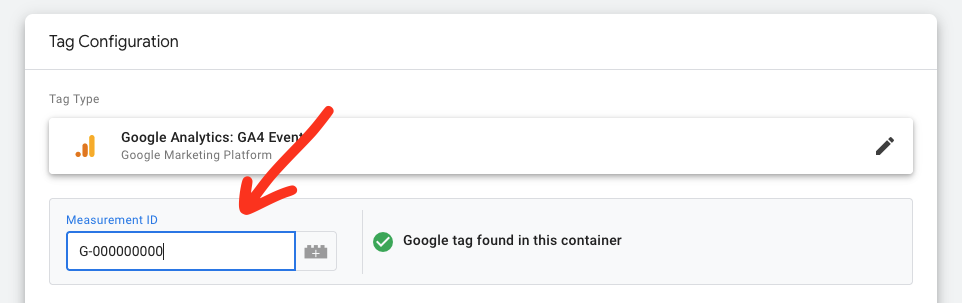 Tag Configuration
Tag Type
Google Analytics: GA4 Event
Google Marketing Platform
Measurement ID
G-000000000
Google tag found in this container